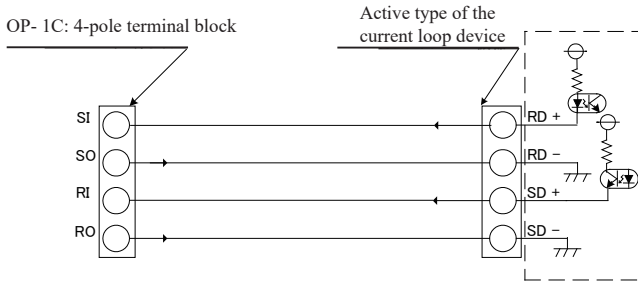 OP- 1C: 4-pole terminal block
Active type of the
current loop device
SI
SO
RI
RO
RD +
RD −
SD +
SD −